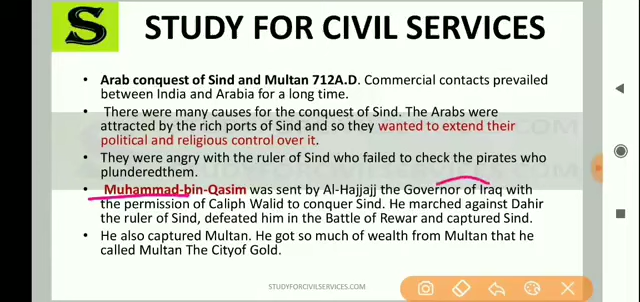 S STUDY FOR CIVIL SERVICES
• Arab conquest of Sind and Multan 712A.D. Commercial contacts prevailed
between India and Arabia for a long time.
• There were many causes for the conquest of Sind. The Arabs were
attracted by the rich ports of Sind and so they wanted to extend their
political and religious control over it.
• They were angry with the ruler of Sind who failed to check the pirates who
plunderedthem.
• Muhammad-bin-Qasim was sent by Al-Hajjajj the Governor of Iraq with
the permission of Caliph Walid to conquer Sind. He marched against Dahir
the ruler of Sind, defeated him in the Battle of Rewar and captured Sind.
• He also captured Multan. He got so much of wealth from Multan that he
called Multan The Cityof Gold.
STUDYFORCIVILSERVICES.COM